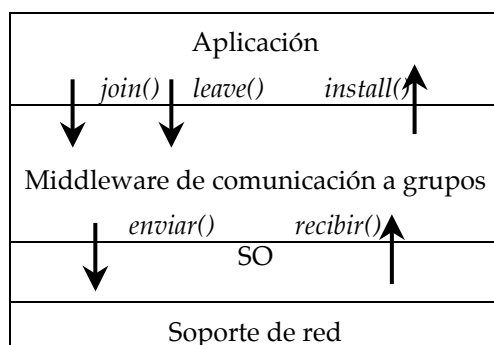 Aplicación
join() leave() install()
Middleware de comunicación a grupos
enviar() recibir()
SO
Soporte de red